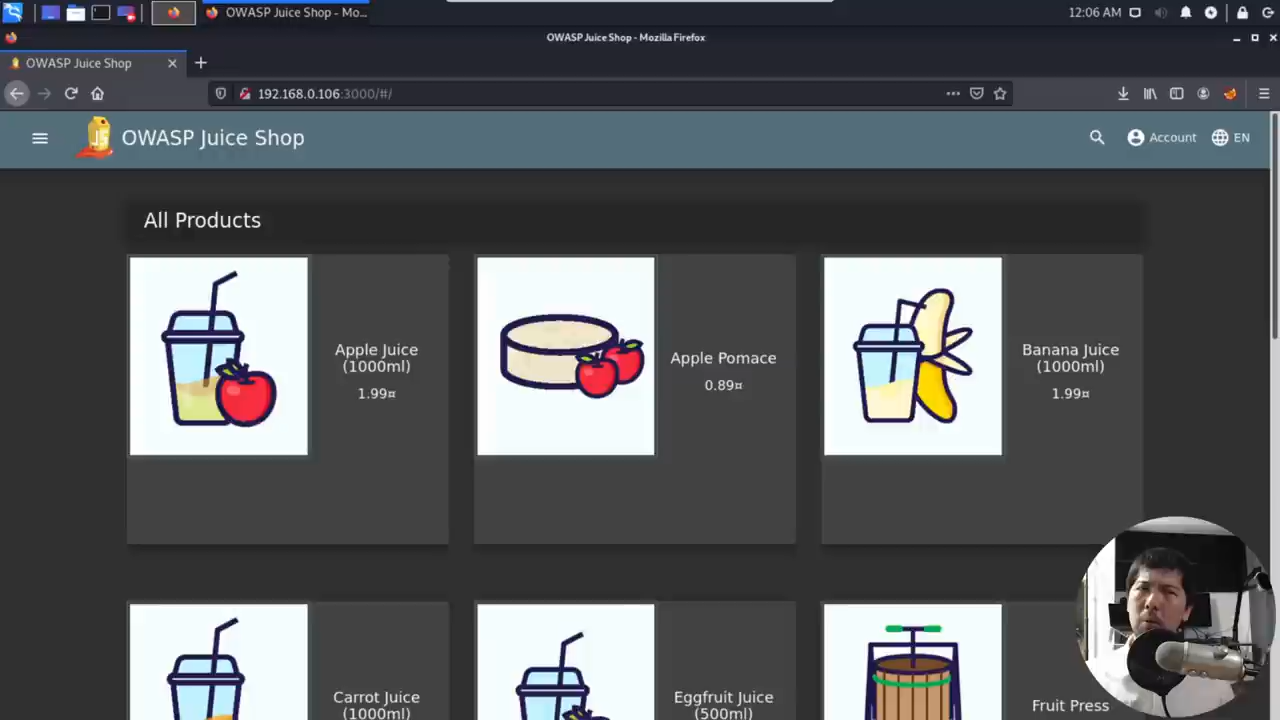 OWASP Juice Shop - Mo...
12:06 AM
OWASP Juice Shop - Mozilla Firefox
OWASP Juice Shop
192.168.0.106:3000/#/
OWASP Juice Shop
Account
EN
All Products
Apple Juice
(1000ml)
1.99¤
Apple Pomace
0.89¤
Banana Juice
(1000ml)
1.99¤
Carrot Juice
(1000ml)
Eggfruit Juice
(500ml)
Fruit Press